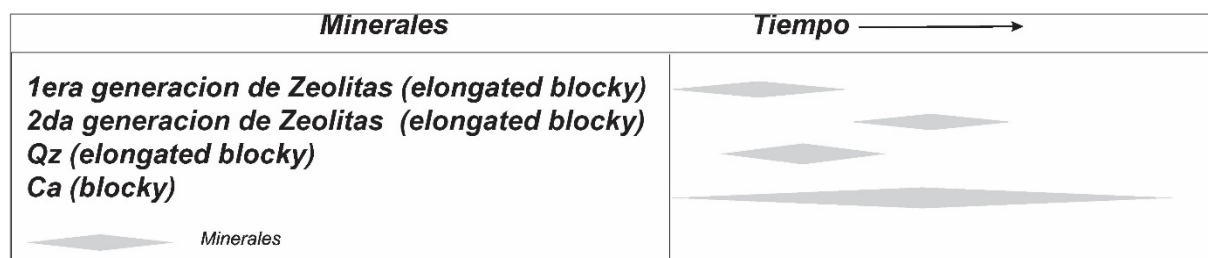 Minerales
Tiempo
1era generacion de Zeolitas (elongated blocky)
2da generacion de Zeolitas (elongated blocky)
Qz (elongated blocky)
Ca (blocky)
Minerales